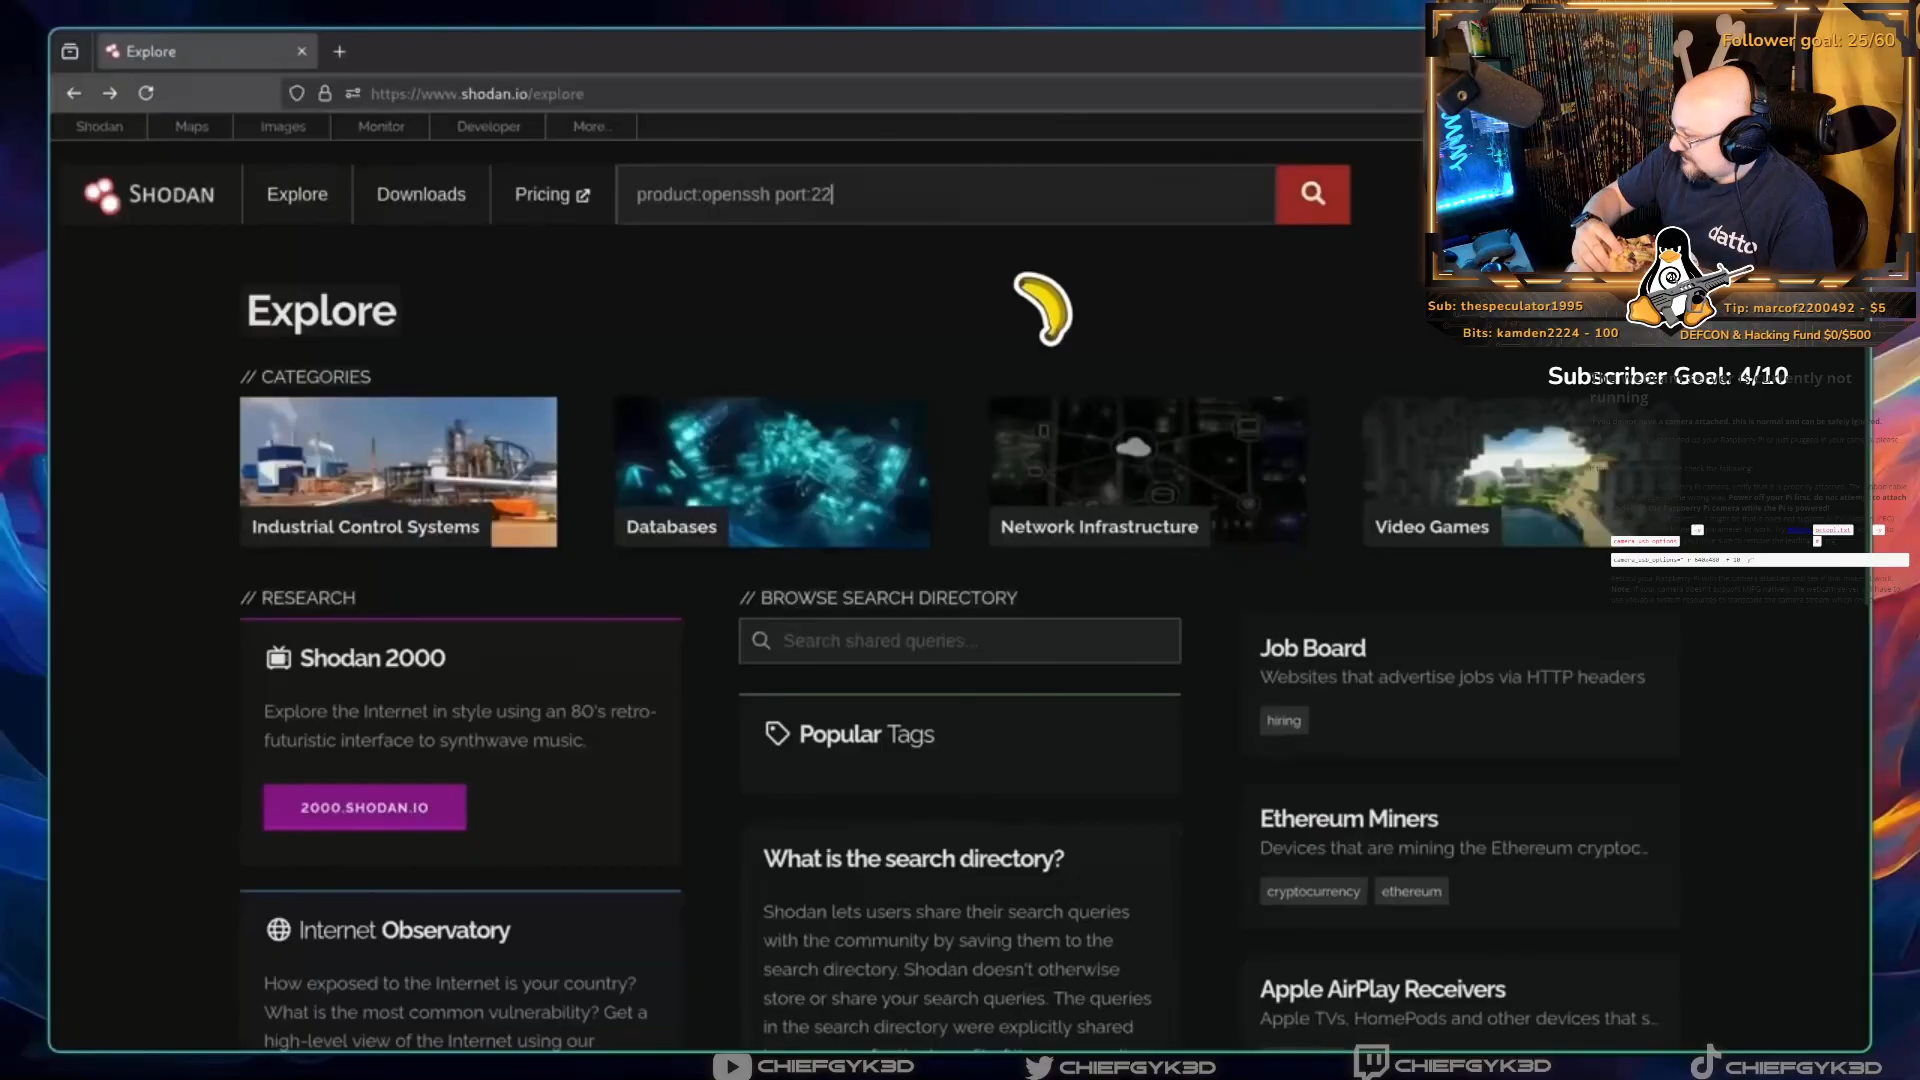 Explore
https://www.shodan.io/explore
Shodan
Maps
Images
Monitor
Developer
More...
SHODAN
Explore
Downloads
Pricing
product:openssh port:22
Explore
// CATEGORIES
Industrial Control Systems
Databases
Network Infrastructure
Video Games
// RESEARCH
Shodan 2000
Explore the Internet in style using an 80's retro-
futuristic interface to synthwave music.
2000.SHODAN.IO
Internet Observatory
How exposed to the Internet is your country?
What is the most common vulnerability? Get a
high-level view of the Internet using our
// BROWSE SEARCH DIRECTORY
Search shared queries...
Popular Tags
What is the search directory?
Shodan lets users share their search queries
with the community by saving them to the
search directory. Shodan doesn't otherwise
store or share your search queries. The queries
in the search directory were explicitly shared
Job Board
Websites that advertise jobs via HTTP headers
hiring
Ethereum Miners
Devices that are mining the Ethereum cryptoc...
cryptocurrency
ethereum
Apple AirPlay Receivers
Apple TVs, HomePods and other devices that s...
Follower goal: 25/60
datto
Sub: thespeculator1995
Tip: marcof2200492 - $5
Bits: kamden2224 - 100
DEFCON & Hacking Fund $0/$500
Subscriber Goal: 4/10
currently not
running
CHIEFGYK3D
CHIEFGYK3D
CHIEFGYK3D
CHIEFGYK3D